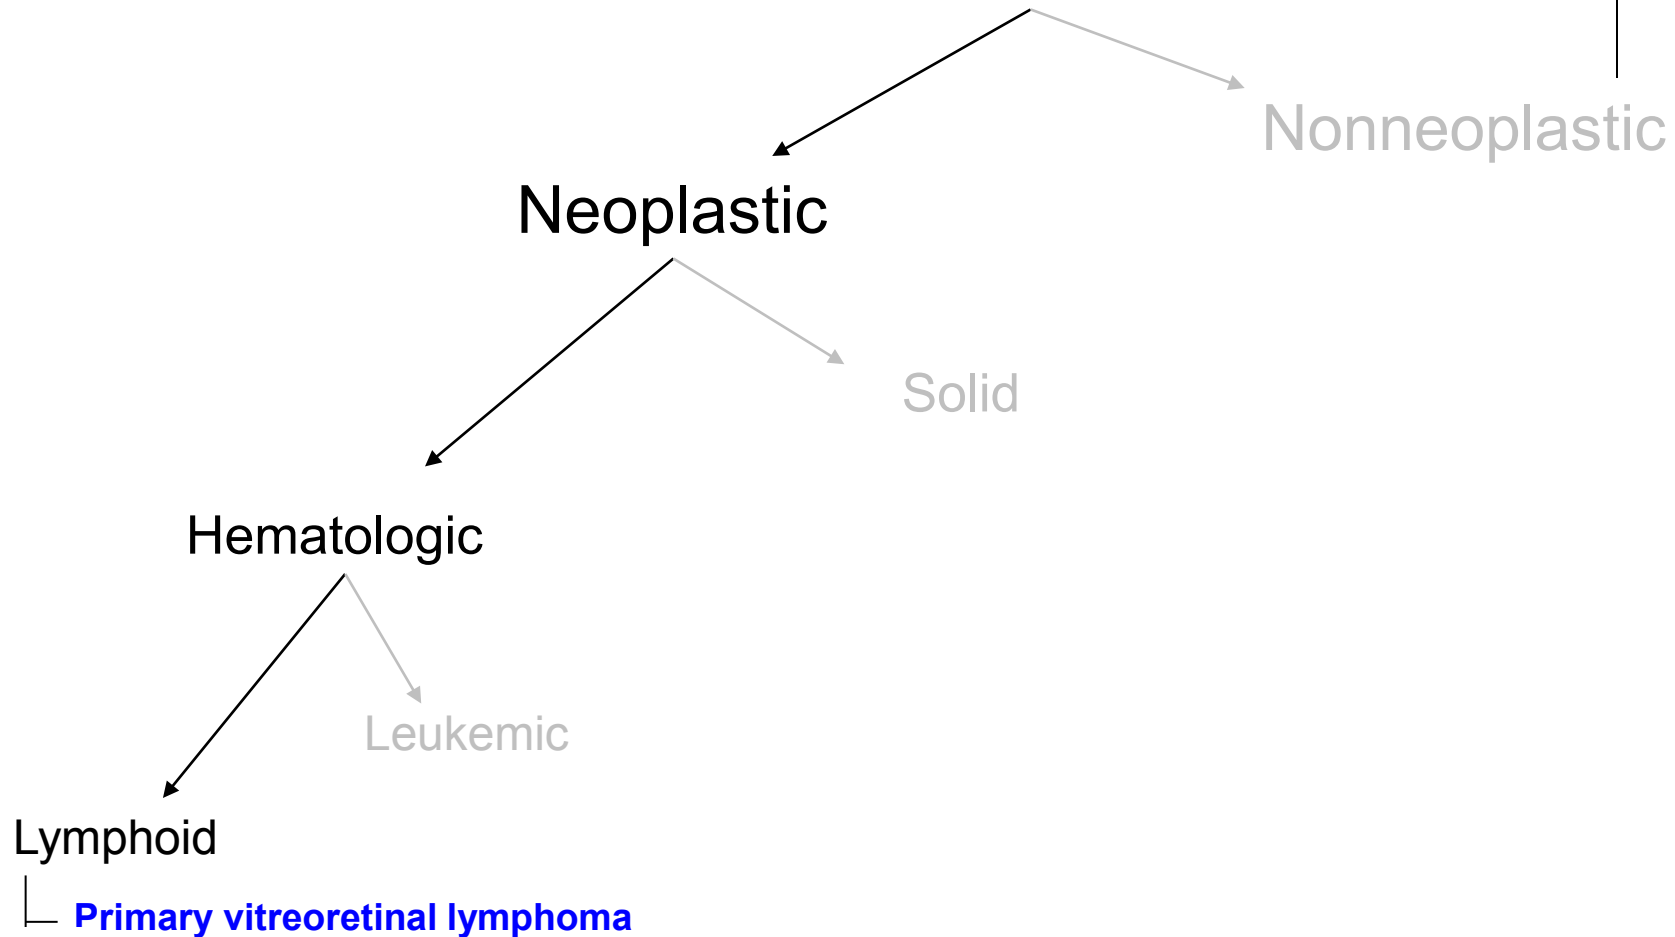 Nonneoplastic
Neoplastic
Solid
Hematologic
Leukemic
Lymphoid
Primary vitreoretinal lymphoma